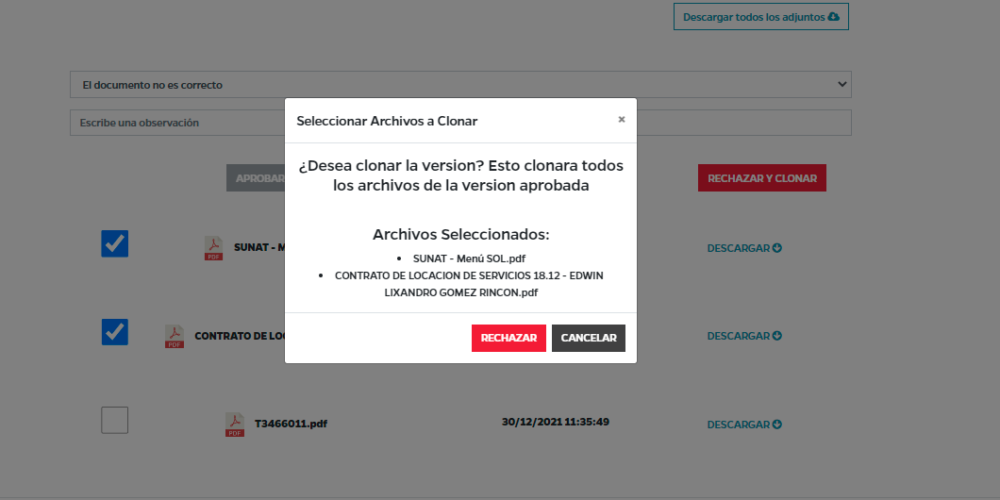 Descargar todos los adjuntos
El documento no es correcto
Escribe una observación
Seleccionar Archivos a Clonar
×
¿Desea clonar la version? Esto clonara todos
los archivos de la version aprobada
Archivos Seleccionados:
• SUNAT - Menú SOL.pdf
• CONTRATO DE LOCACION DE SERVICIOS 18.12 - EDWIN
LIXANDRO GOMEZ RINCON.pdf
RECHAZAR CANCELAR
APROBAR
RECHAZAR Y CLONAR
PDF SUNAT - M
DESCARGAR
PDF CONTRATO DE LOC
DESCARGAR
PDF T3466011.pdf 30/12/2021 11:35:49 DESCARGAR